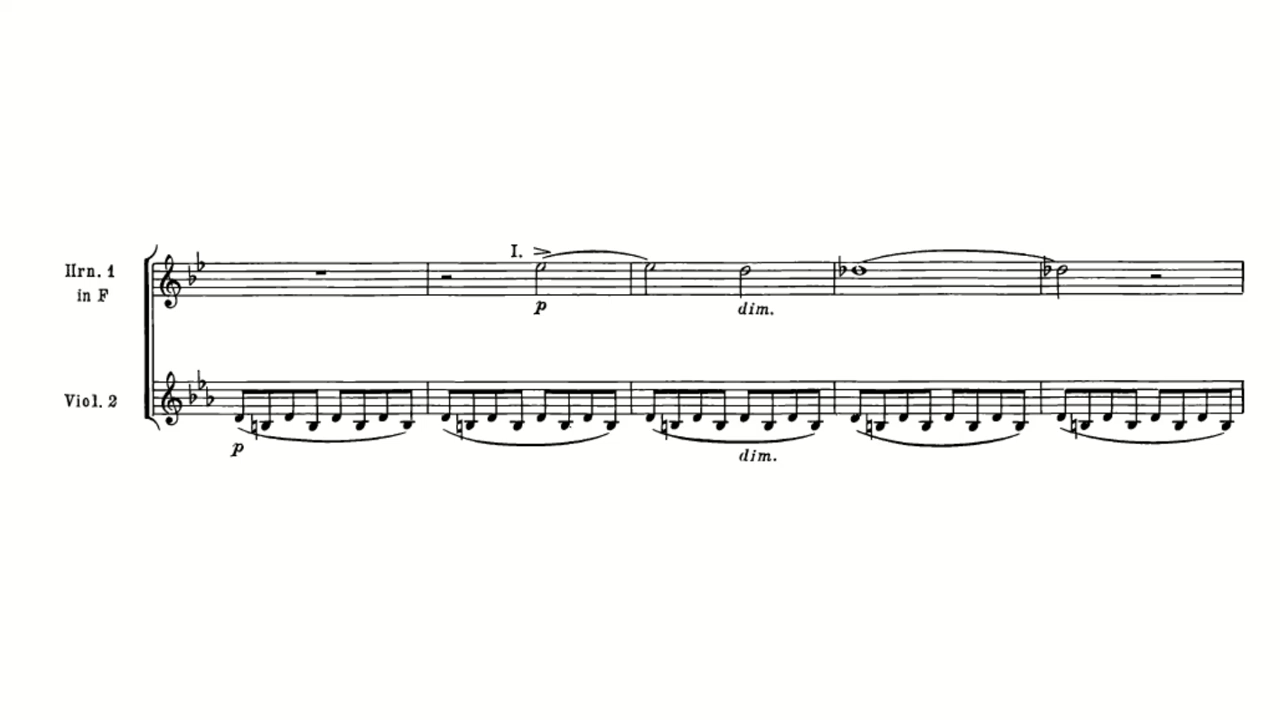 I.
Hrn. 1
in F
p dim.
Viol. 2
p
dim.